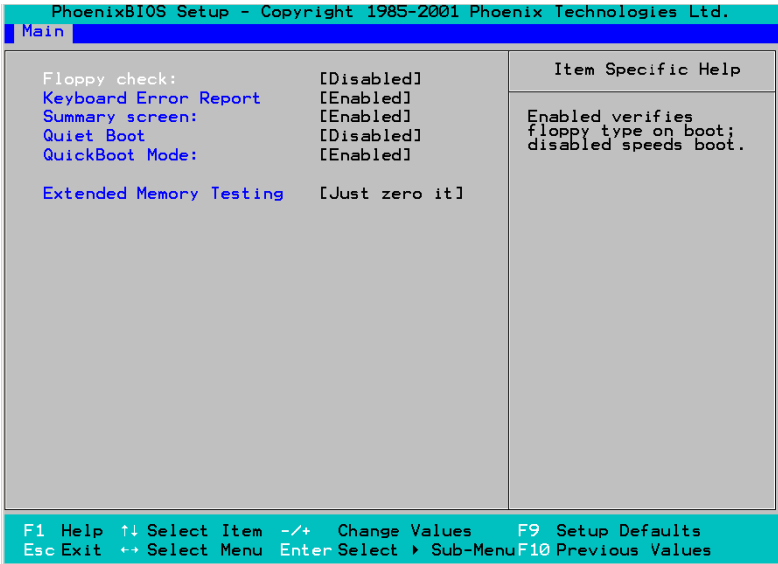 PhoenixBIOS Setup - Copyright 1985-2001 Phoenix Technologies Ltd.
Main
Floppy check: [Disabled]
Keyboard Error Report [Enabled]
Summary screen: [Enabled]
Quiet Boot [Disabled]
QuickBoot Mode: [Enabled]
Extended Memory Testing [Just zero it]
Item Specific Help
Enabled verifies
floppy type on boot;
disabled speeds boot.
F1 Help ↑↓ Select Item -/+ Change Values F9 Setup Defaults
Esc Exit ↔ Select Menu Enter Select ▸ Sub-Menu F10 Previous Values